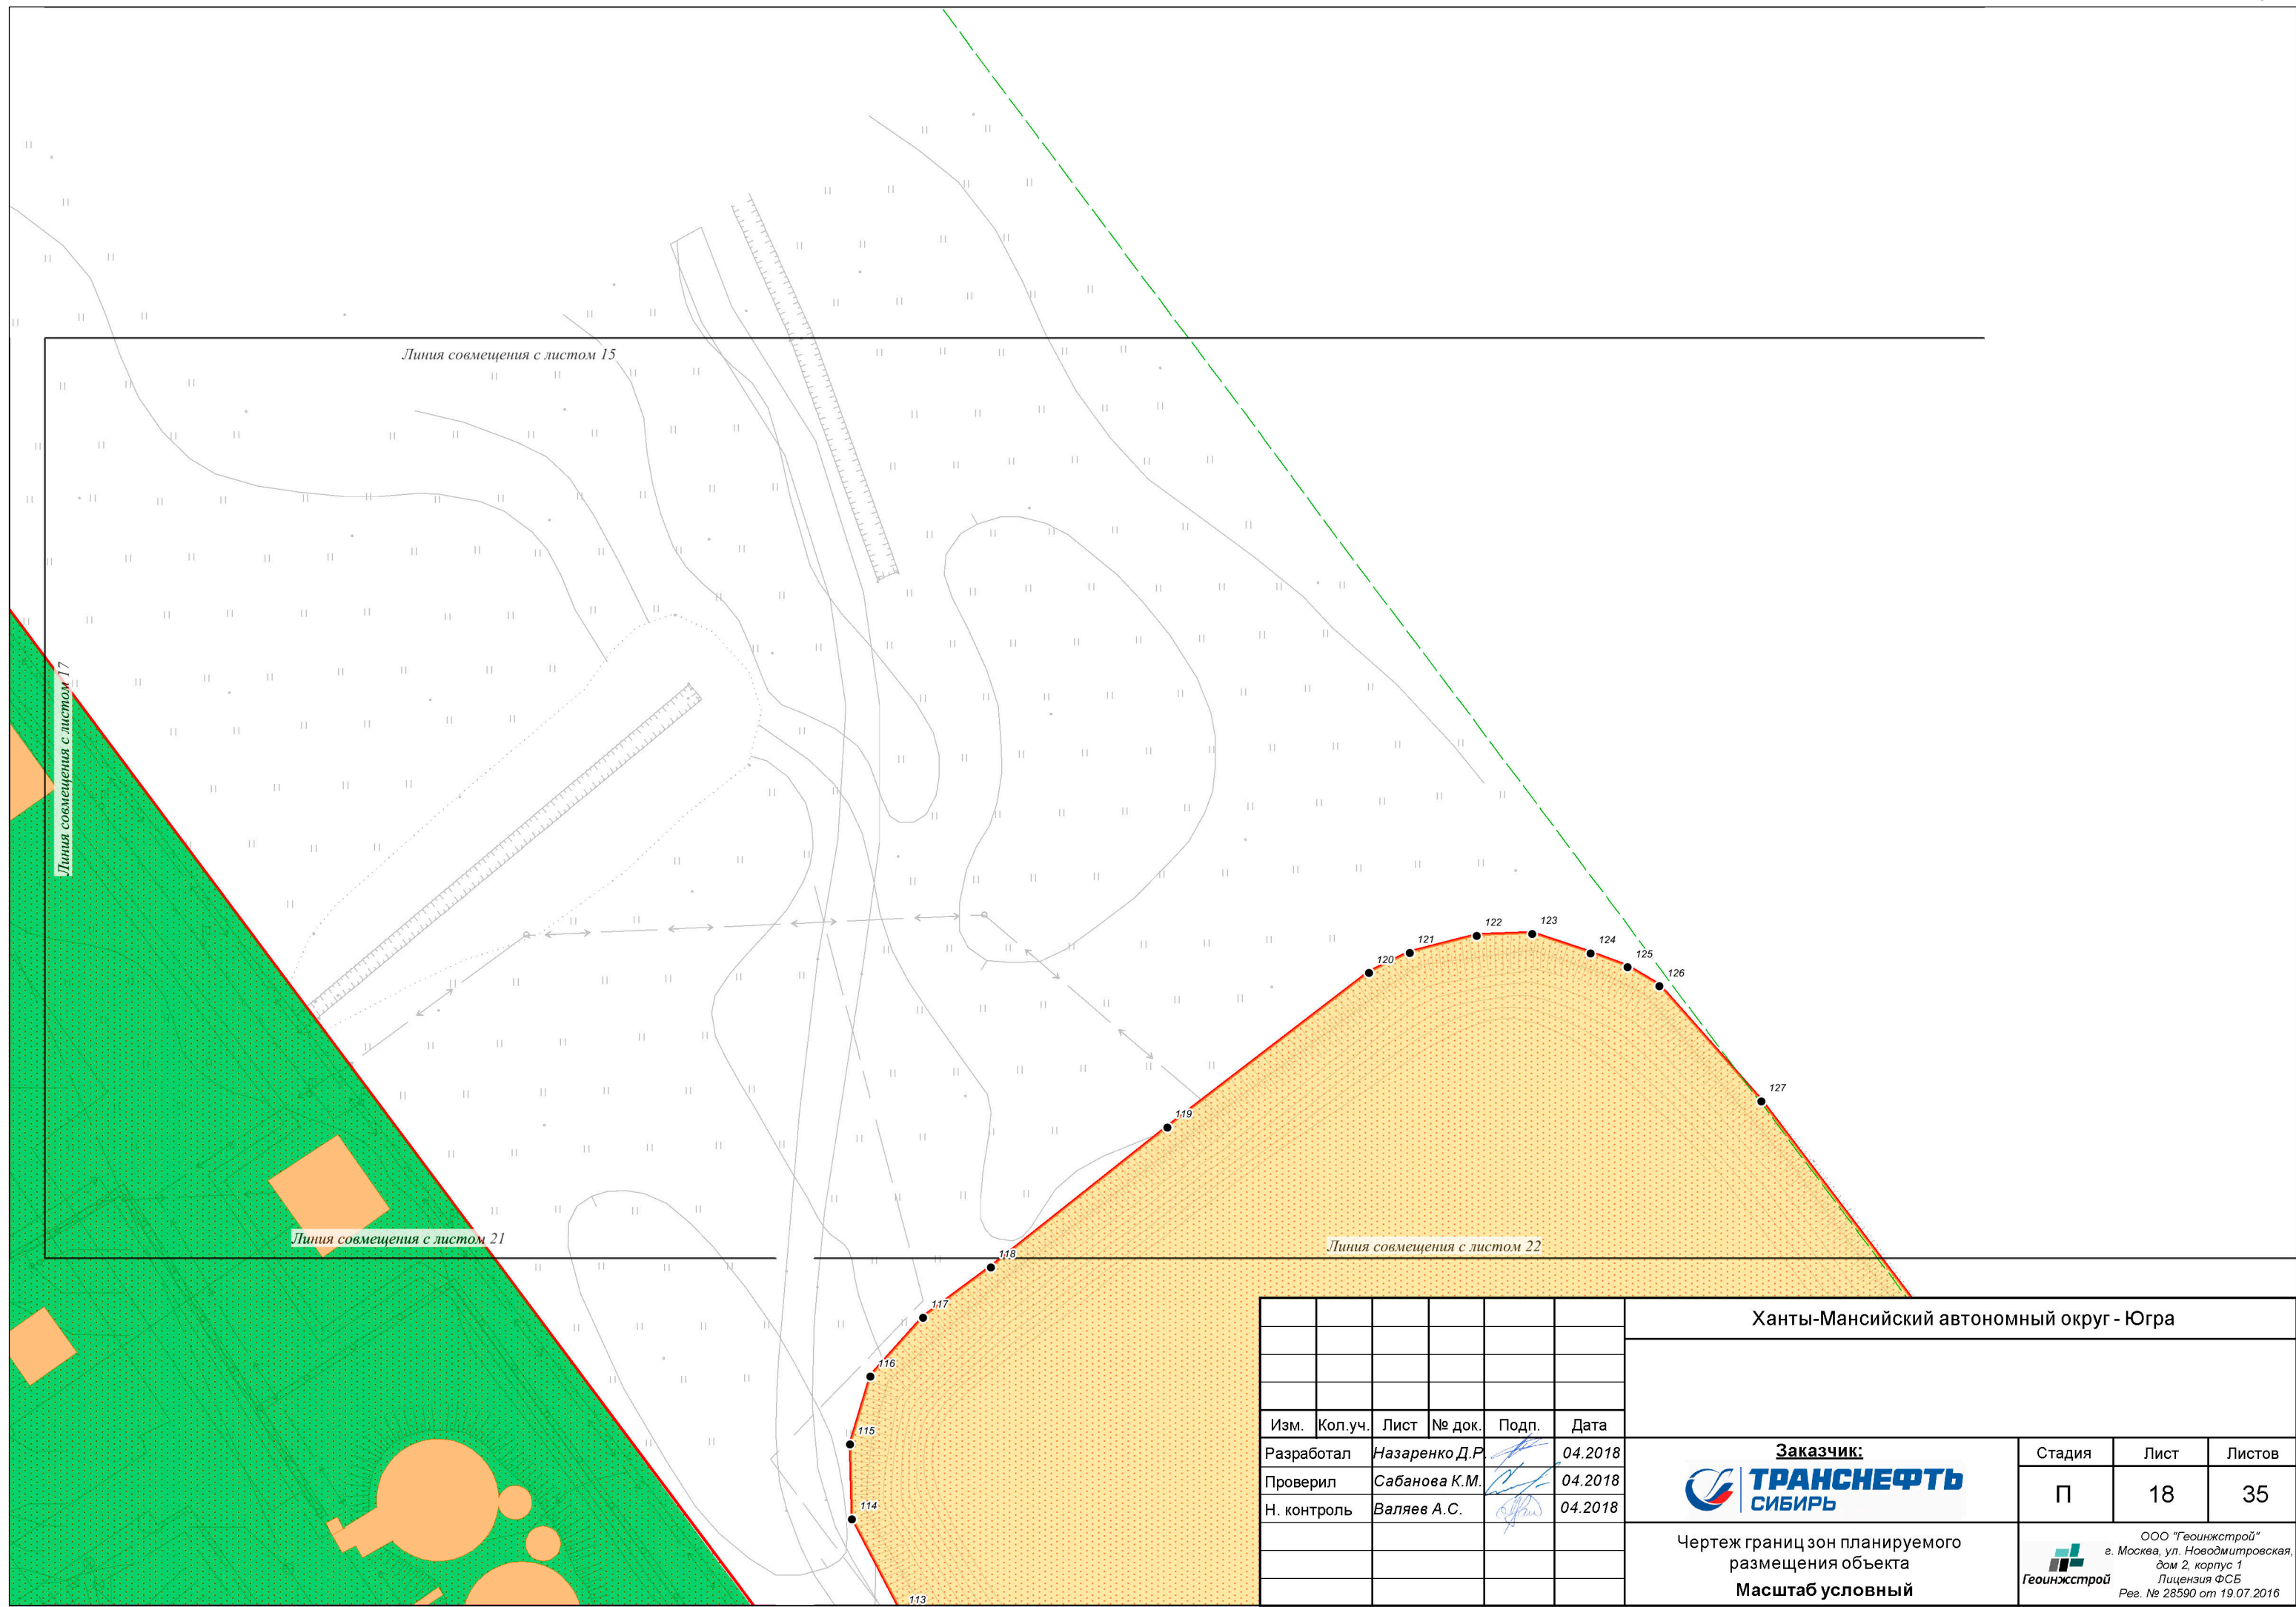 Линия совмещения с листом 15
Линия совмещения с листом 17
122
123
121
124
125
120
126
127
119
Линия совмещения с листом 21
118
Линия совмещения с листом 22
117
116
115
114
113
Ханты-Мансийский автономный округ - Югра
Изм. Кол.уч. Лист № док. Подп. Дата
Разработал Назаренко Д.Р. 04.2018
Проверил Сабанова К.М. 04.2018
Н. контроль Валяев А.С. 04.2018
Заказчик:
ТРАНСНЕФТЬ
СИБИРЬ
Стадия Лист Листов
П 18 35
Чертеж границ зон планируемого
размещения объекта
Масштаб условный
Геоинжстрой
ООО "Геоинжстрой"
г. Москва, ул. Новодмитровская,
дом 2, корпус 1
Лицензия ФСБ
Рег. № 28590 от 19.07.2016